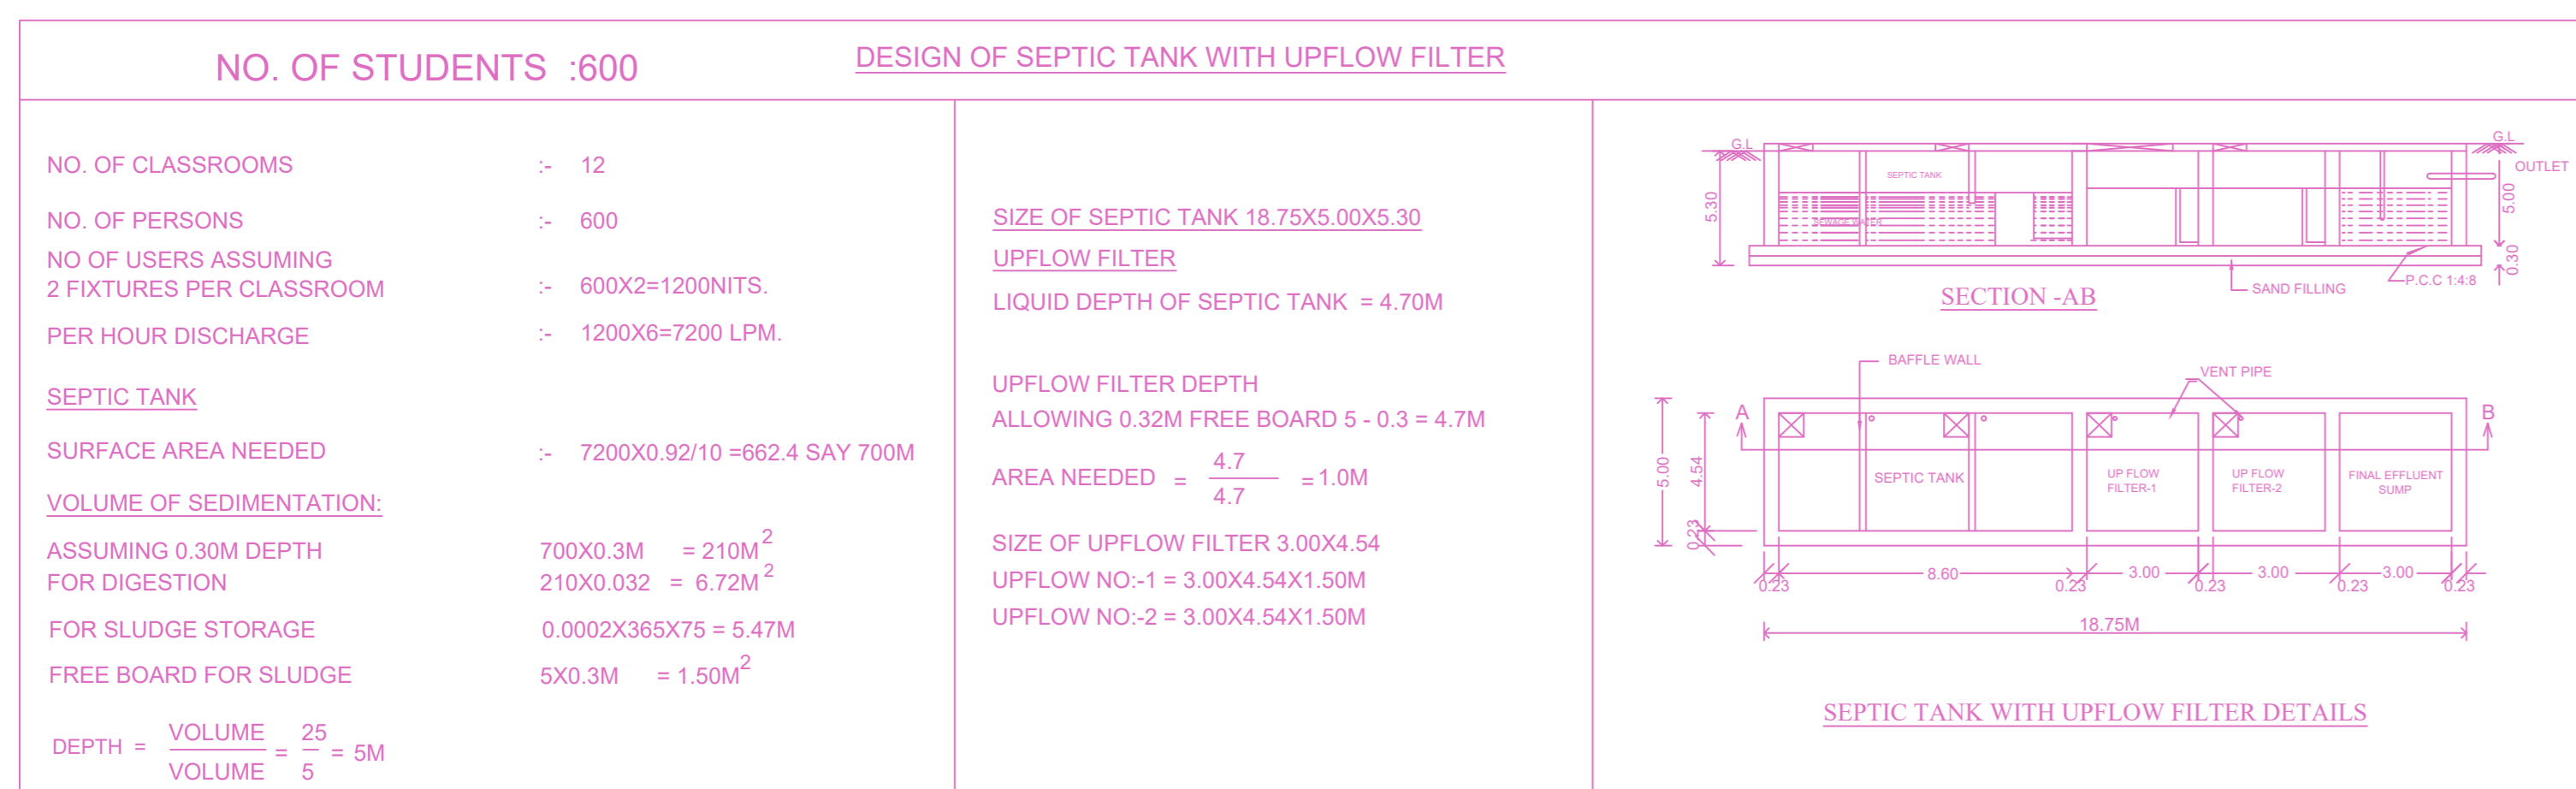 NO. OF STUDENTS :600
DESIGN OF SEPTIC TANK WITH UPFLOW FILTER
NO. OF CLASSROOMS :- 12
NO. OF PERSONS :- 600
NO OF USERS ASSUMING
2 FIXTURES PER CLASSROOM :- 600X2=1200NITS.
PER HOUR DISCHARGE :- 1200X6=7200 LPM.
SEPTIC TANK
SURFACE AREA NEEDED :- 7200X0.92/10 =662.4 SAY 700M
VOLUME OF SEDIMENTATION:
ASSUMING 0.30M DEPTH 700X0.3M = 210M2
FOR DIGESTION 210X0.032 = 6.72M2
FOR SLUDGE STORAGE 0.0002X365X75 = 5.47M
FREE BOARD FOR SLUDGE 5X0.3M = 1.50M2
DEPTH = VOLUME / VOLUME = 25 / 5 = 5M
SIZE OF SEPTIC TANK 18.75X5.00X5.30
UPFLOW FILTER
LIQUID DEPTH OF SEPTIC TANK = 4.70M
UPFLOW FILTER DEPTH
ALLOWING 0.32M FREE BOARD 5 - 0.3 = 4.7M
AREA NEEDED = 4.7 / 4.7 = 1.0M
SIZE OF UPFLOW FILTER 3.00X4.54
UPFLOW NO:-1 = 3.00X4.54X1.50M
UPFLOW NO:-2 = 3.00X4.54X1.50M
G.L
G.L
OUTLET
SEPTIC TANK
SEWAGE WATER
5.30
5.00
0.30
P.C.C 1:4:8
SAND FILLING
SECTION -AB
BAFFLE WALL
VENT PIPE
A
B
5.00
4.54
0.23
SEPTIC TANK
UP FLOW
FILTER-1
UP FLOW
FILTER-2
FINAL EFFLUENT
SUMP
8.60
3.00
3.00
3.00
0.23
0.23
0.23
0.23
0.23
18.75M
SEPTIC TANK WITH UPFLOW FILTER DETAILS